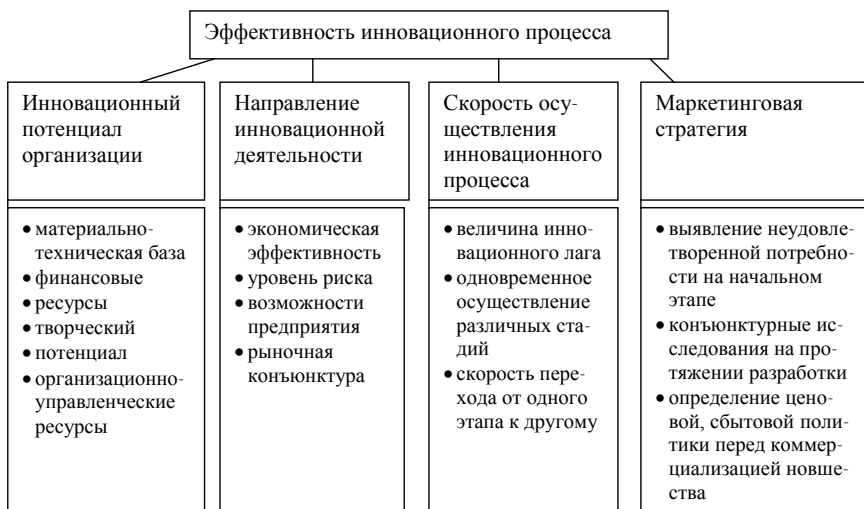 Эффективность инновационного процесса
Инновационный
потенциал
организации
Направление
инновационной
деятельности
Скорость осу-
ществления
инновационного
процесса
Маркетинговая
стратегия
• материально-
техническая база
• финансовые
• ресурсы
• творческий
• потенциал
• организационно-
управленческие
ресурсы
• экономическая
эффективность
• уровень риска
• возможности
предприятия
• рыночная
конъюнктура
• величина инно-
вационного лага
• одновременное
осуществление
различных ста-
дий
• скорость пере-
хода от одного
этапа к другому
• выявление неудовле-
творенной потребно-
сти на начальном
этапе
• конъюнктурные ис-
следования на про-
тяжении разработки
• определение цено-
вой, сбытовой поли-
тики перед коммер-
циализацией новше-
ства